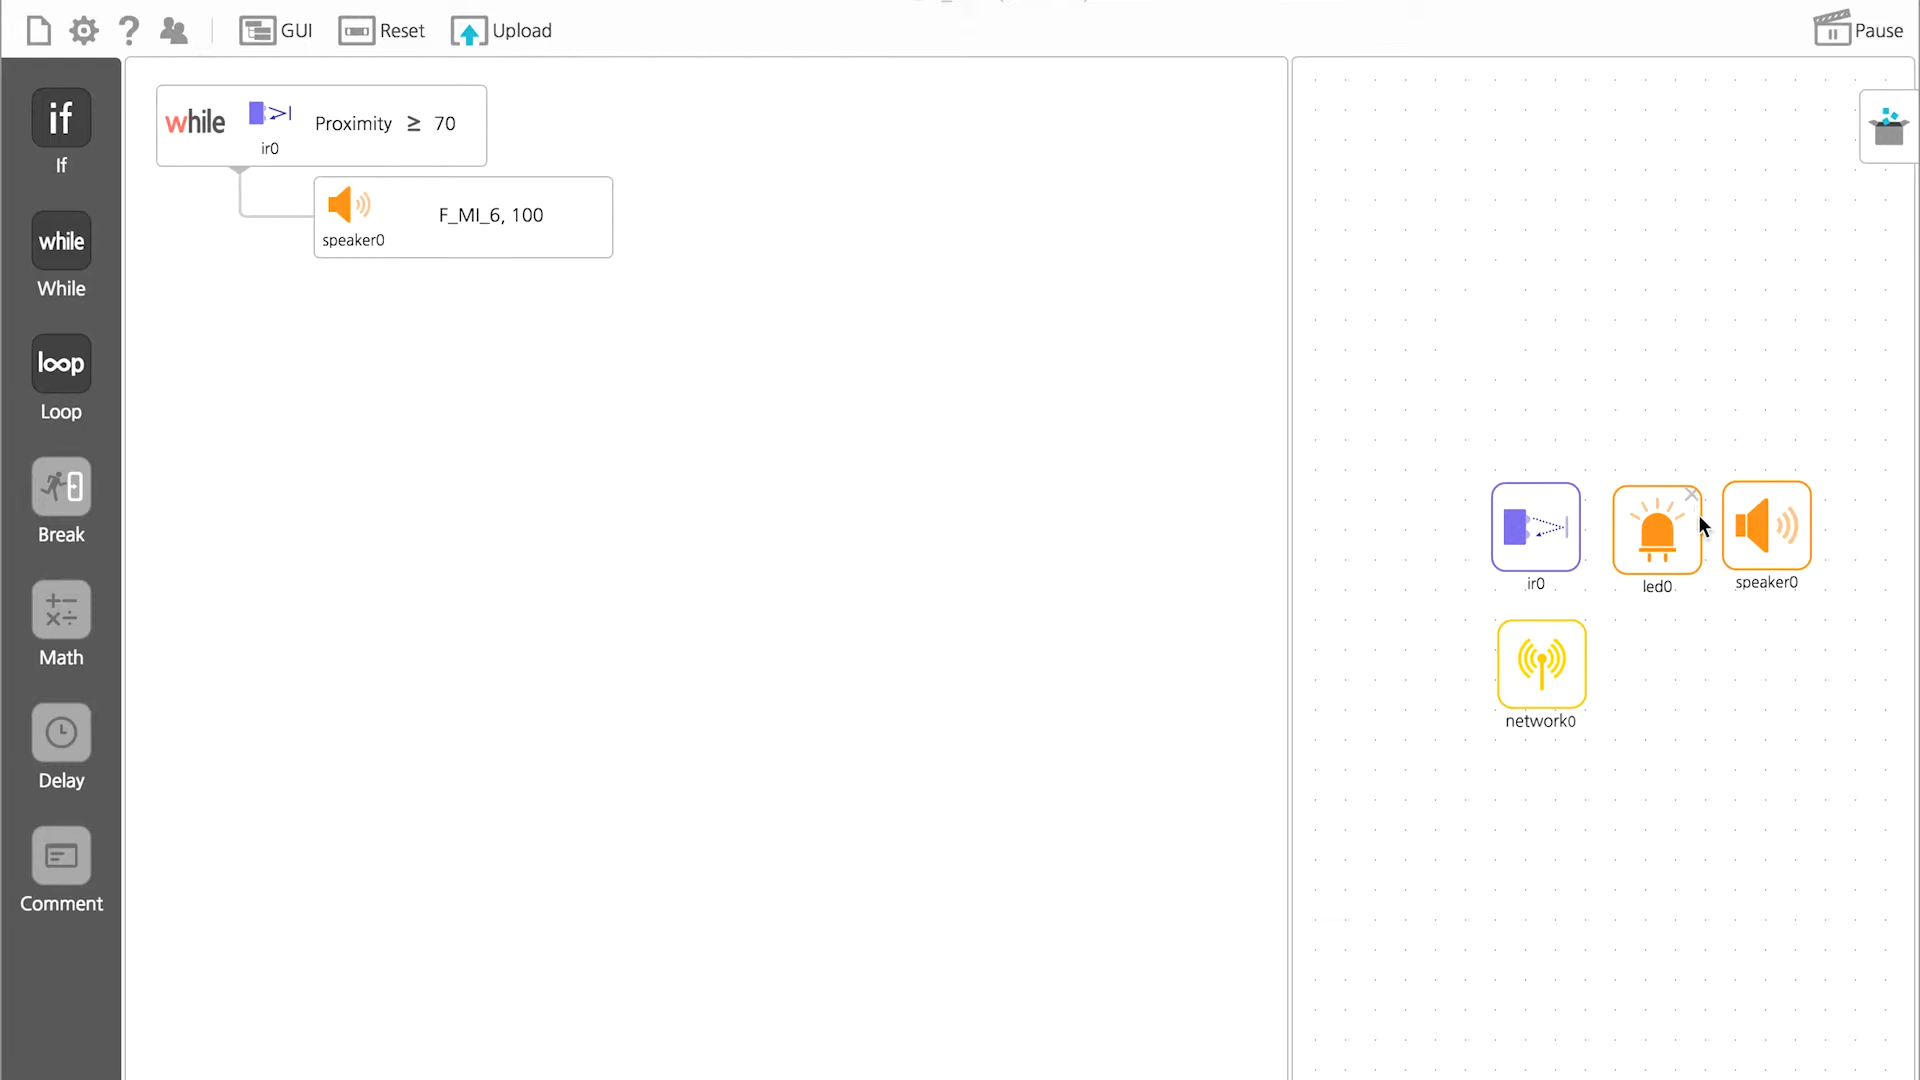 GUI
Reset
Upload
Pause
if
If
while
While
loop
Loop
Break
Math
Delay
Comment
while
ir0
Proximity ≥ 70
speaker0
F_MI_6, 100
ir0
led0
speaker0
network0